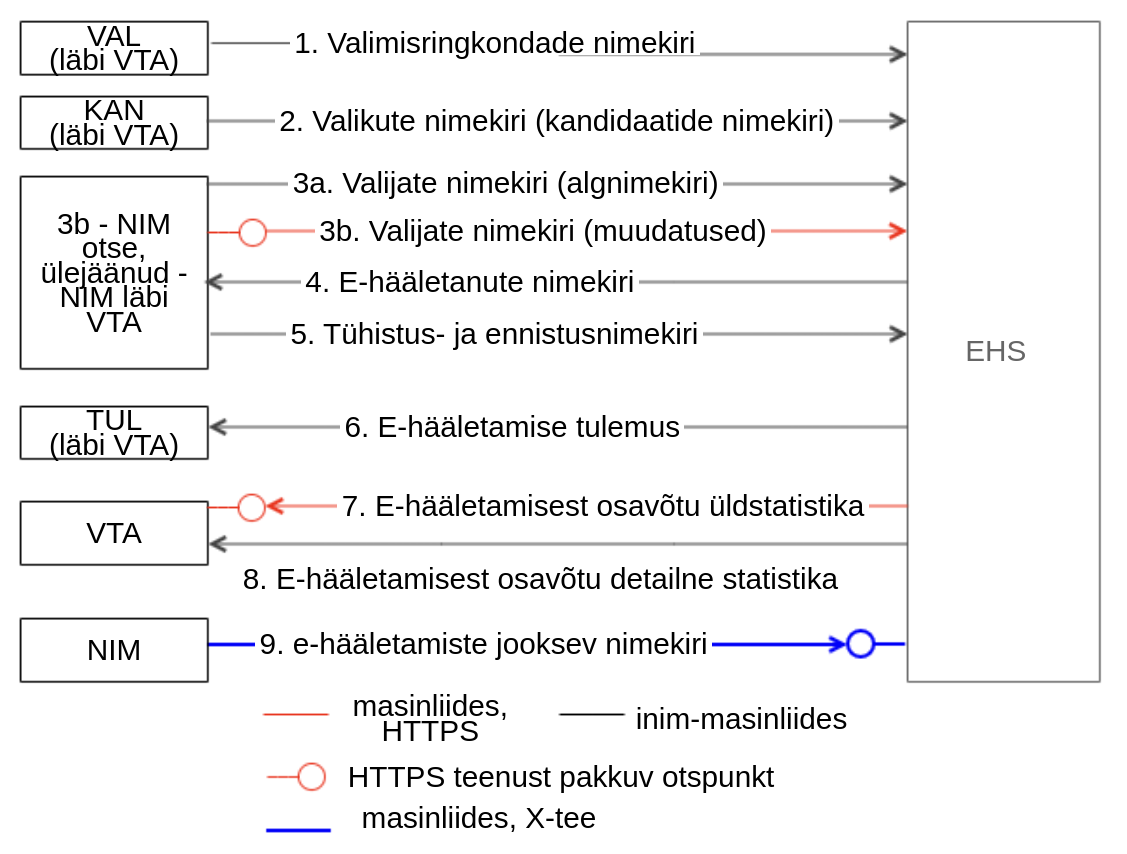 VAL
(läbi VTA)
1. Valimisringkondade nimekiri
KAN
(läbi VTA)
2. Valikute nimekiri (kandidaatide nimekiri)
3a. Valijate nimekiri (algnimekiri)
3b - NIM
otse,
ülejäänud -
NIM läbi
VTA
3b. Valijate nimekiri (muudatused)
4. E-hääletanute nimekiri
5. Tühistus- ja ennistusnimekiri
EHS
TUL
(läbi VTA)
6. E-hääletamise tulemus
VTA
7. E-hääletamisest osavõtu üldstatistika
8. E-hääletamisest osavõtu detailne statistika
NIM
9. e-hääletamiste jooksev nimekiri
masinliides,
HTTPS
inim-masinliides
HTTPS teenust pakkuv otspunkt
masinliides, X-tee